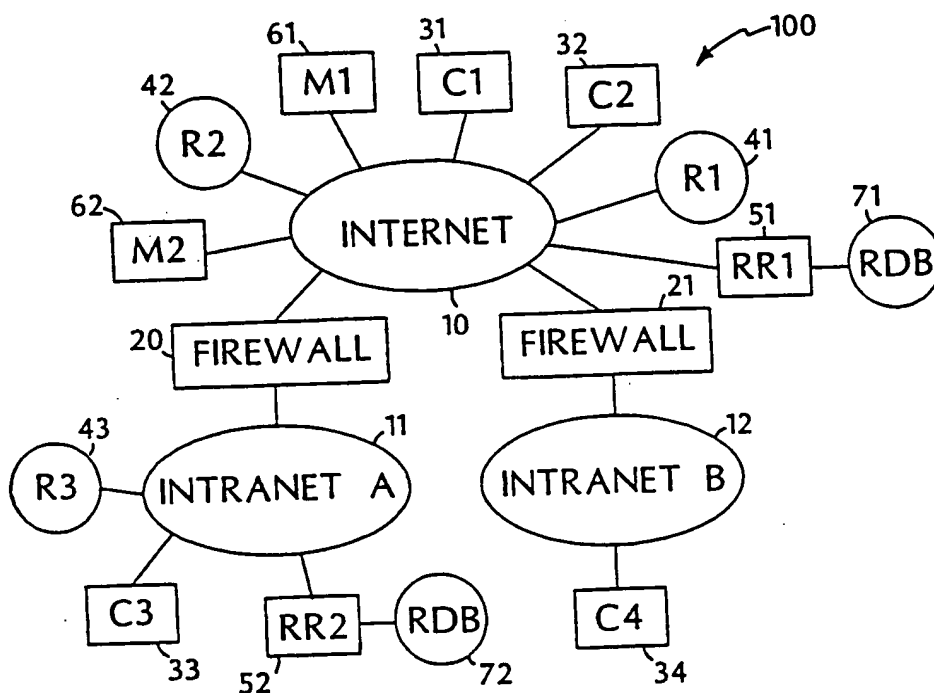 100
61
31
32
M1
C1
C2
42
R2
41
R1
62
M2
INTERNET
51
71
RR1
RDB
10
21
20
FIREWALL
FIREWALL
43
11
12
R3
INTRANET A
INTRANET B
C3
RR2
RDB
C4
33
52
72
34